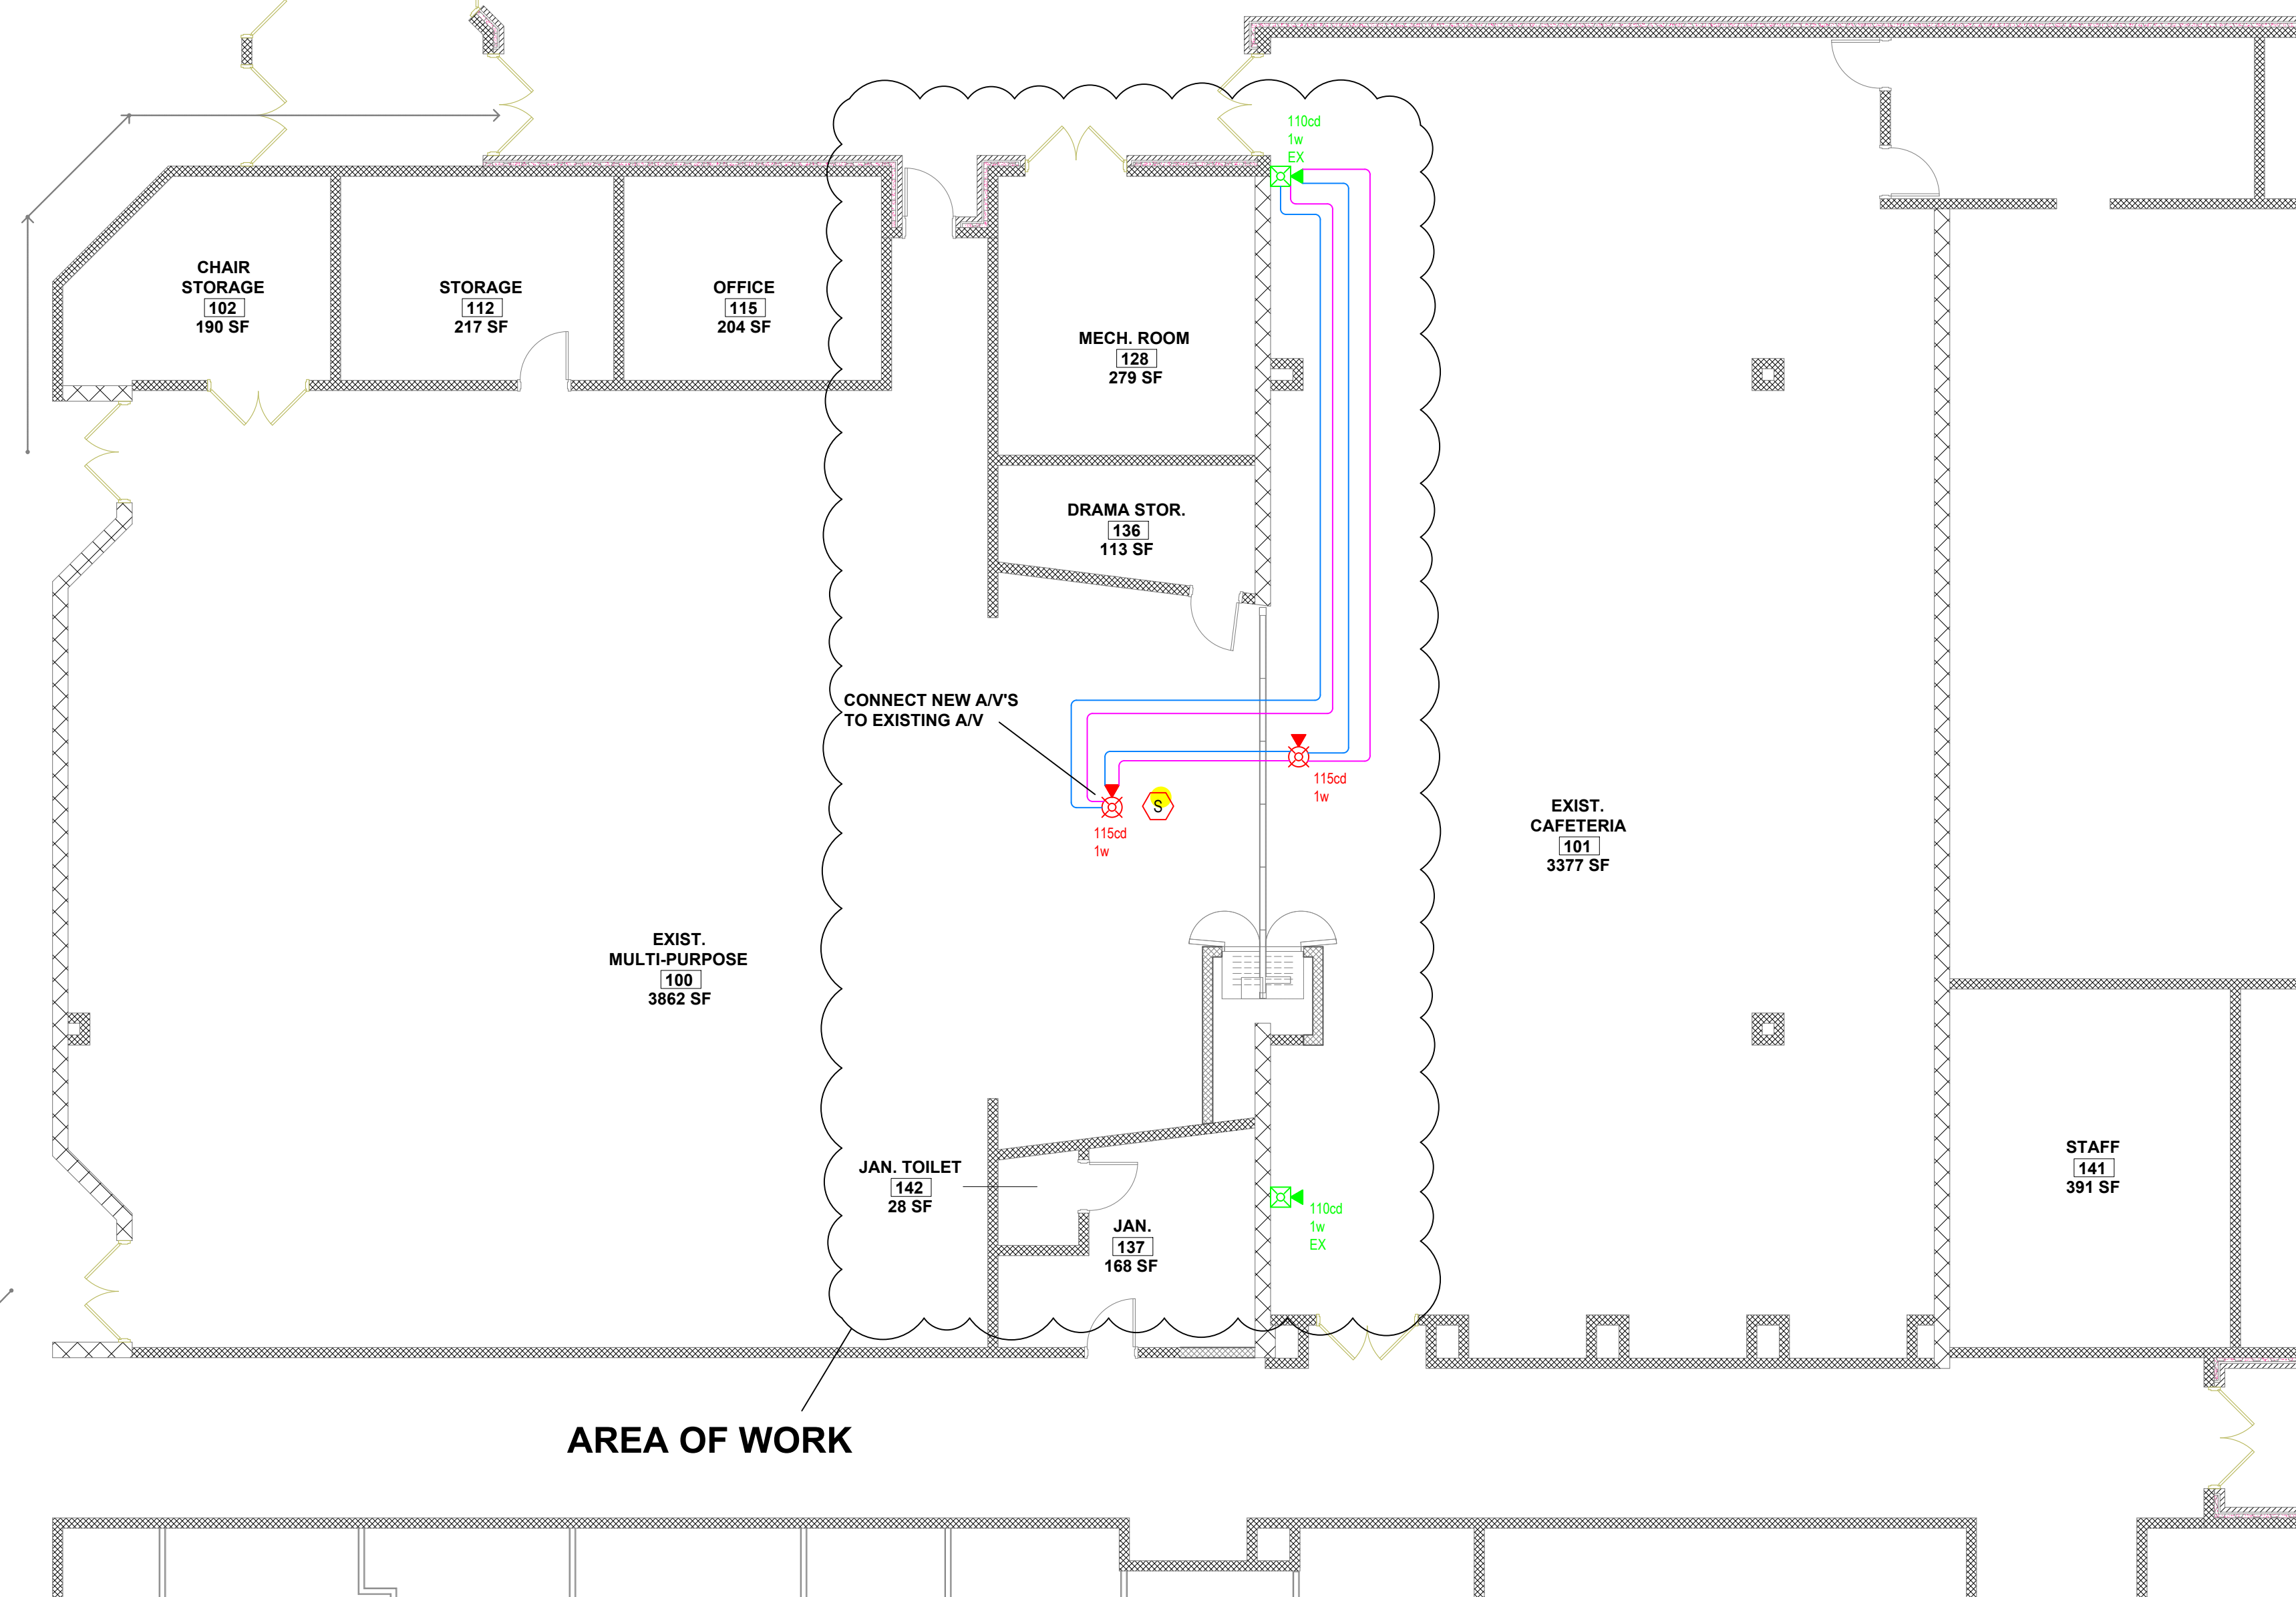 110cd
1w
EX
CHAIR
STORAGE
102
190 SF
STORAGE
112
217 SF
OFFICE
115
204 SF
MECH. ROOM
128
279 SF
DRAMA STOR.
136
113 SF
CONNECT NEW A/V'S
TO EXISTING A/V
115cd
1w
S
115cd
1w
EXIST.
CAFETERIA
101
3377 SF
EXIST.
MULTI-PURPOSE
100
3862 SF
JAN. TOILET
142
28 SF
JAN.
137
168 SF
110cd
1w
EX
STAFF
141
391 SF
AREA OF WORK